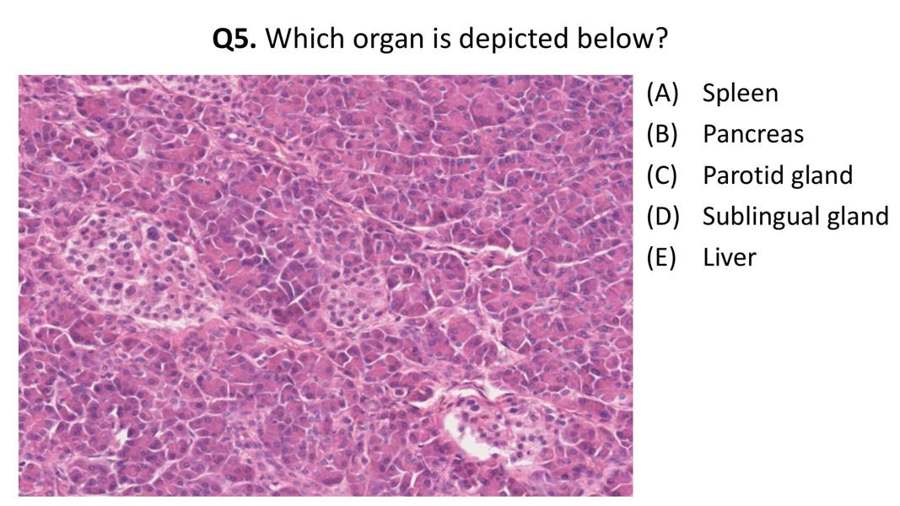 Q5. Which organ is depicted below?
(A) Spleen
(B) Pancreas
(C) Parotid gland
(D) Sublingual gland
(E) Liver